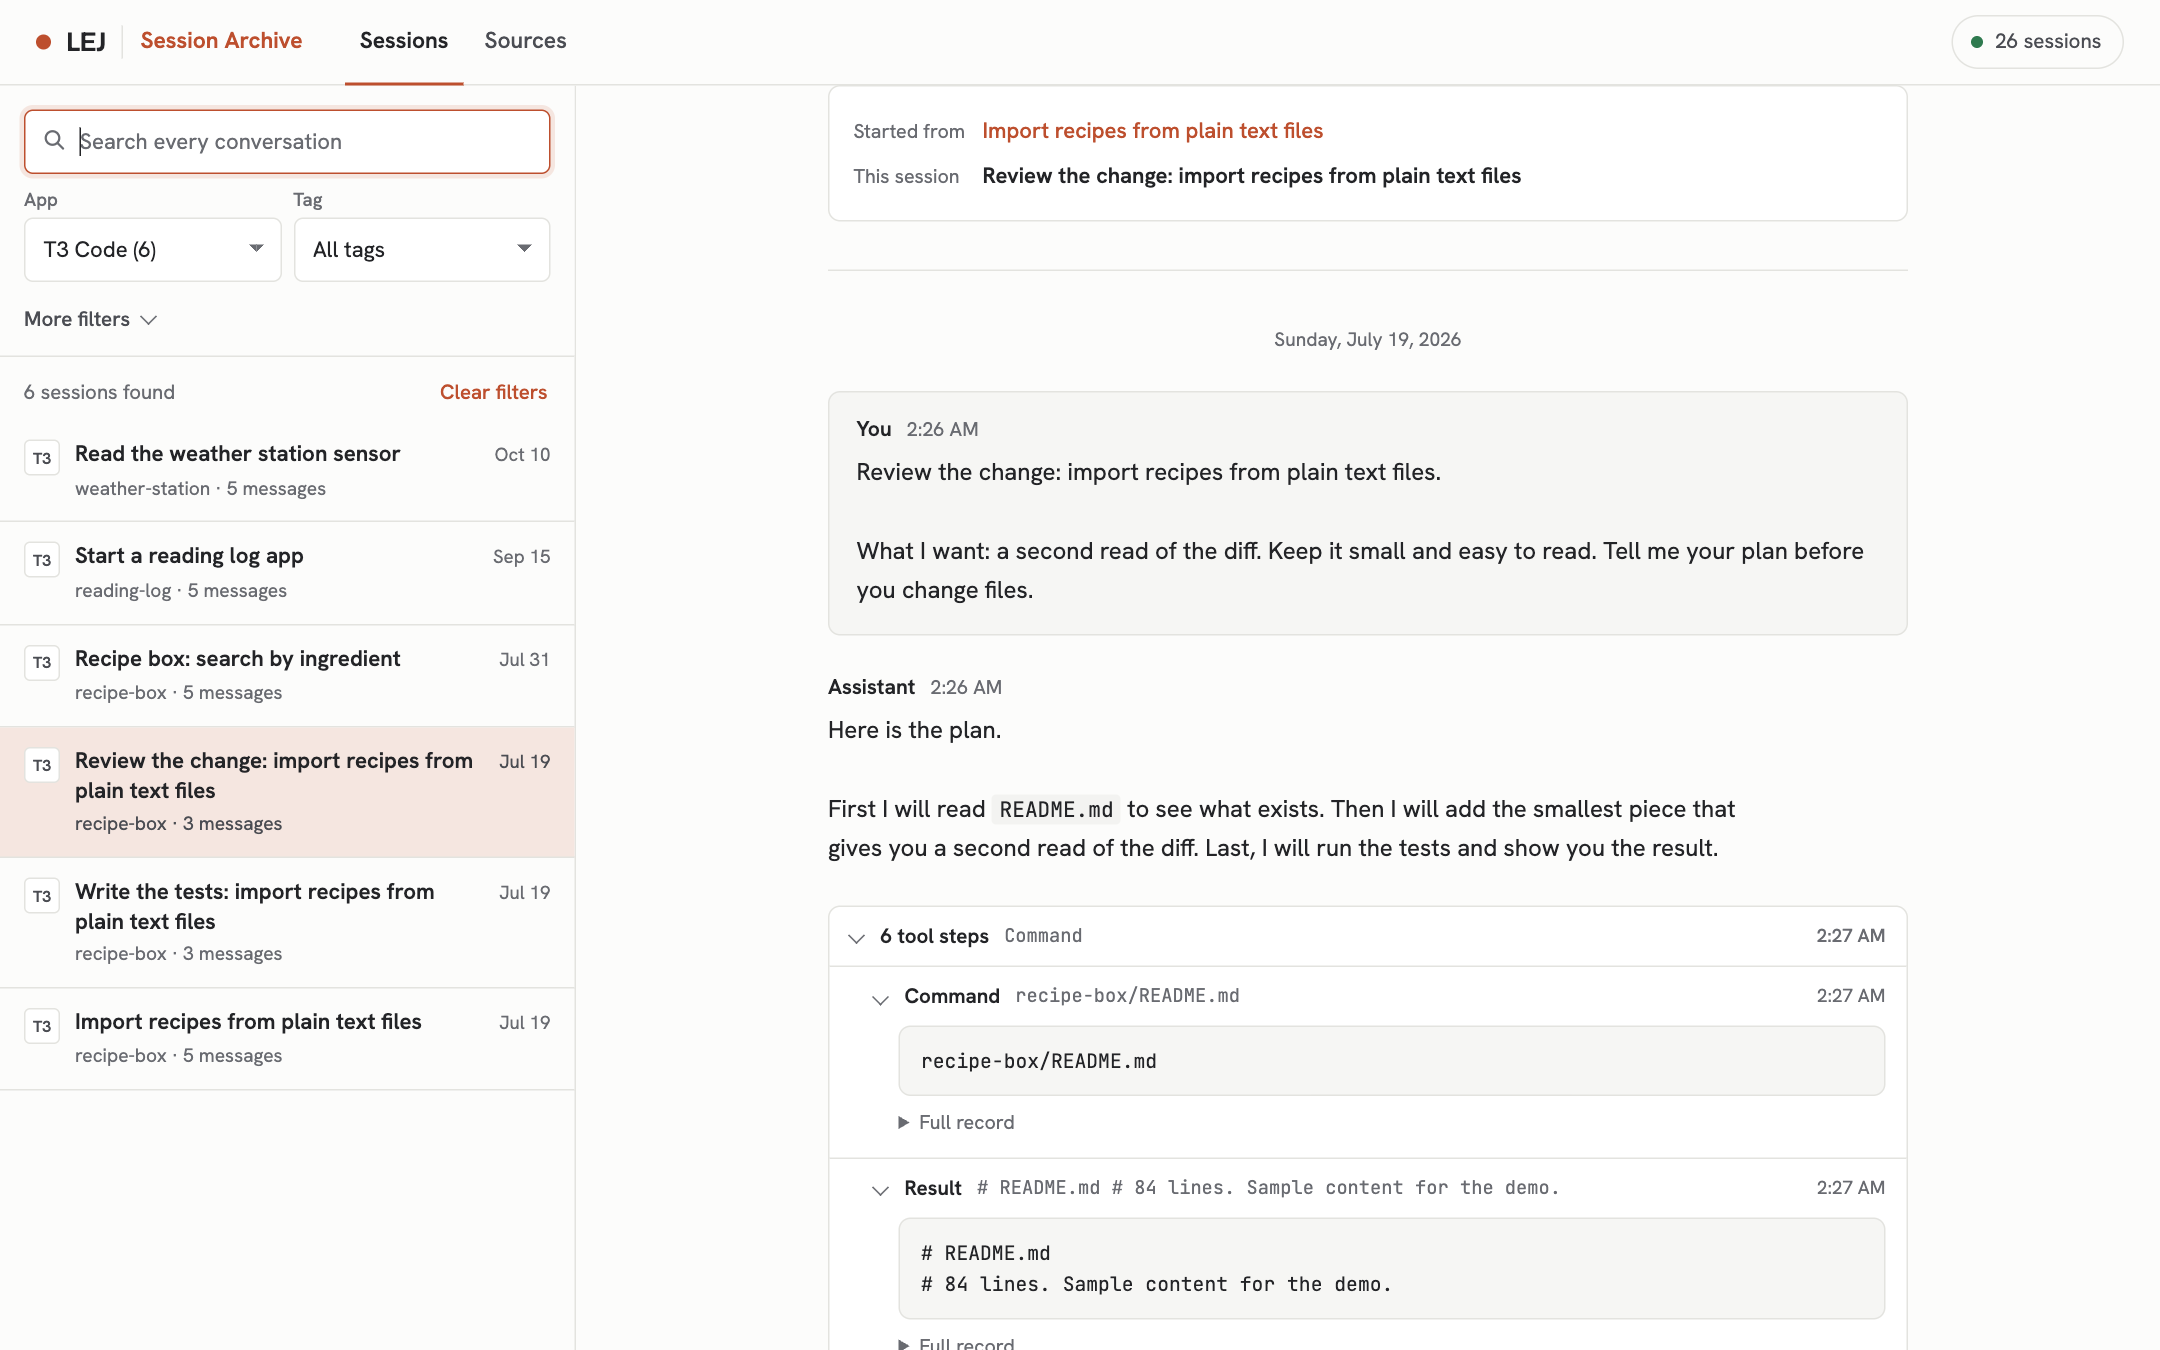 LEJ Session Archive Sessions Sources 26 sessions
Search every conversation
App Tag
T3 Code (6) All tags
More filters
6 sessions found Clear filters
T3 Read the weather station sensor Oct 10
weather-station · 5 messages
T3 Start a reading log app Sep 15
reading-log · 5 messages
T3 Recipe box: search by ingredient Jul 31
recipe-box · 5 messages
T3 Review the change: import recipes from Jul 19
plain text files
recipe-box · 3 messages
T3 Write the tests: import recipes from Jul 19
plain text files
recipe-box · 3 messages
T3 Import recipes from plain text files Jul 19
recipe-box · 5 messages
Started from Import recipes from plain text files
This session Review the change: import recipes from plain text files
Sunday, July 19, 2026
You 2:26 AM
Review the change: import recipes from plain text files.
What I want: a second read of the diff. Keep it small and easy to read. Tell me your plan before
you change files.
Assistant 2:26 AM
Here is the plan.
First I will read README.md to see what exists. Then I will add the smallest piece that
gives you a second read of the diff. Last, I will run the tests and show you the result.
6 tool steps Command 2:27 AM
Command recipe-box/README.md 2:27 AM
recipe-box/README.md
Full record
Result # README.md # 84 lines. Sample content for the demo. 2:27 AM
# README.md
# 84 lines. Sample content for the demo.
Full record